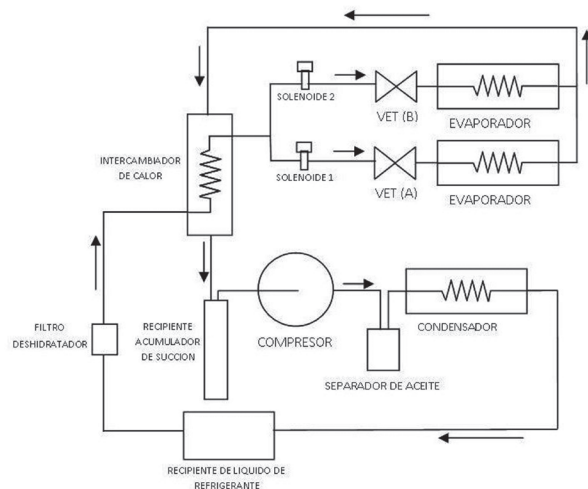 SOLENOIDE 2
VET (B)
EVAPORADOR
INTERCAMBIADOR
DE CALOR
SOLENOIDE 1
VET (A)
EVAPORADOR
FILTRO
DESHIDRATADOR
RECIPIENTE
ACUMULADOR
DE SUCCION
COMPRESOR
CONDENSADOR
SEPARADOR DE ACEITE
RECIPIENTE DE LIQUIDO DE
REFRIGERANTE